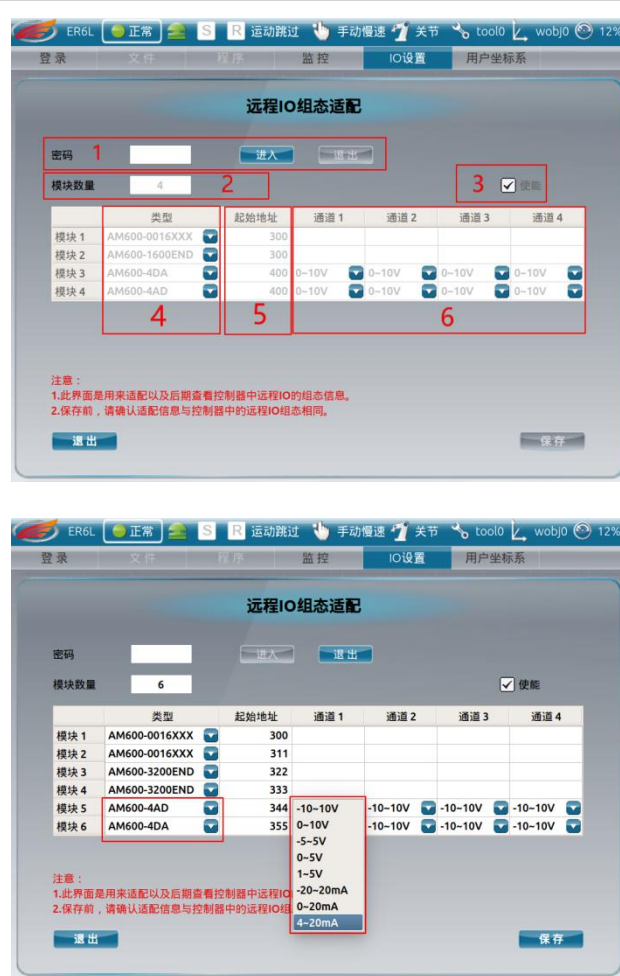 ER6L 正常 S R 运动跳过 手动慢速 关节 tool0 wobj0 12%
登录 文件 程序 监控 IO设置 用户坐标系
远程IO组态适配
密码 1 进入 退出
模块数量 4 2 3 使能
类型 起始地址 通道 1 通道 2 通道 3 通道 4
模块 1 AM600-0016XXX 300
模块 2 AM600-1600END 300
模块 3 AM600-4DA 400 0~10V 0~10V 0~10V 0~10V
模块 4 AM600-4AD 400 0~10V 0~10V 0~10V 0~10V
4 5 6
注意：
1.此界面是用来适配以及后期查看控制器中远程IO的组态信息。
2.保存前，请确认适配信息与控制器中的远程IO组态相同。
退出 保存
ER6L 正常 S R 运动跳过 手动慢速 关节 tool0 wobj0 12%
登录 文件 程序 监控 IO设置 用户坐标系
远程IO组态适配
密码 进入 退出
模块数量 6 使能
类型 起始地址 通道 1 通道 2 通道 3 通道 4
模块 1 AM600-0016XXX 300
模块 2 AM600-0016XXX 311
模块 3 AM600-3200END 322
模块 4 AM600-3200END 333
模块 5 AM600-4AD 344 -10~10V -10~10V -10~10V -10~10V
模块 6 AM600-4DA 355 0~10V -10~10V -10~10V -10~10V
-5~5V
0~5V
1~5V
注意：
-20~20mA
1.此界面是用来适配以及后期查看控制器中远程IO
0~20mA
2.保存前，请确认适配信息与控制器中的远程IO组
4~20mA
退出 保存